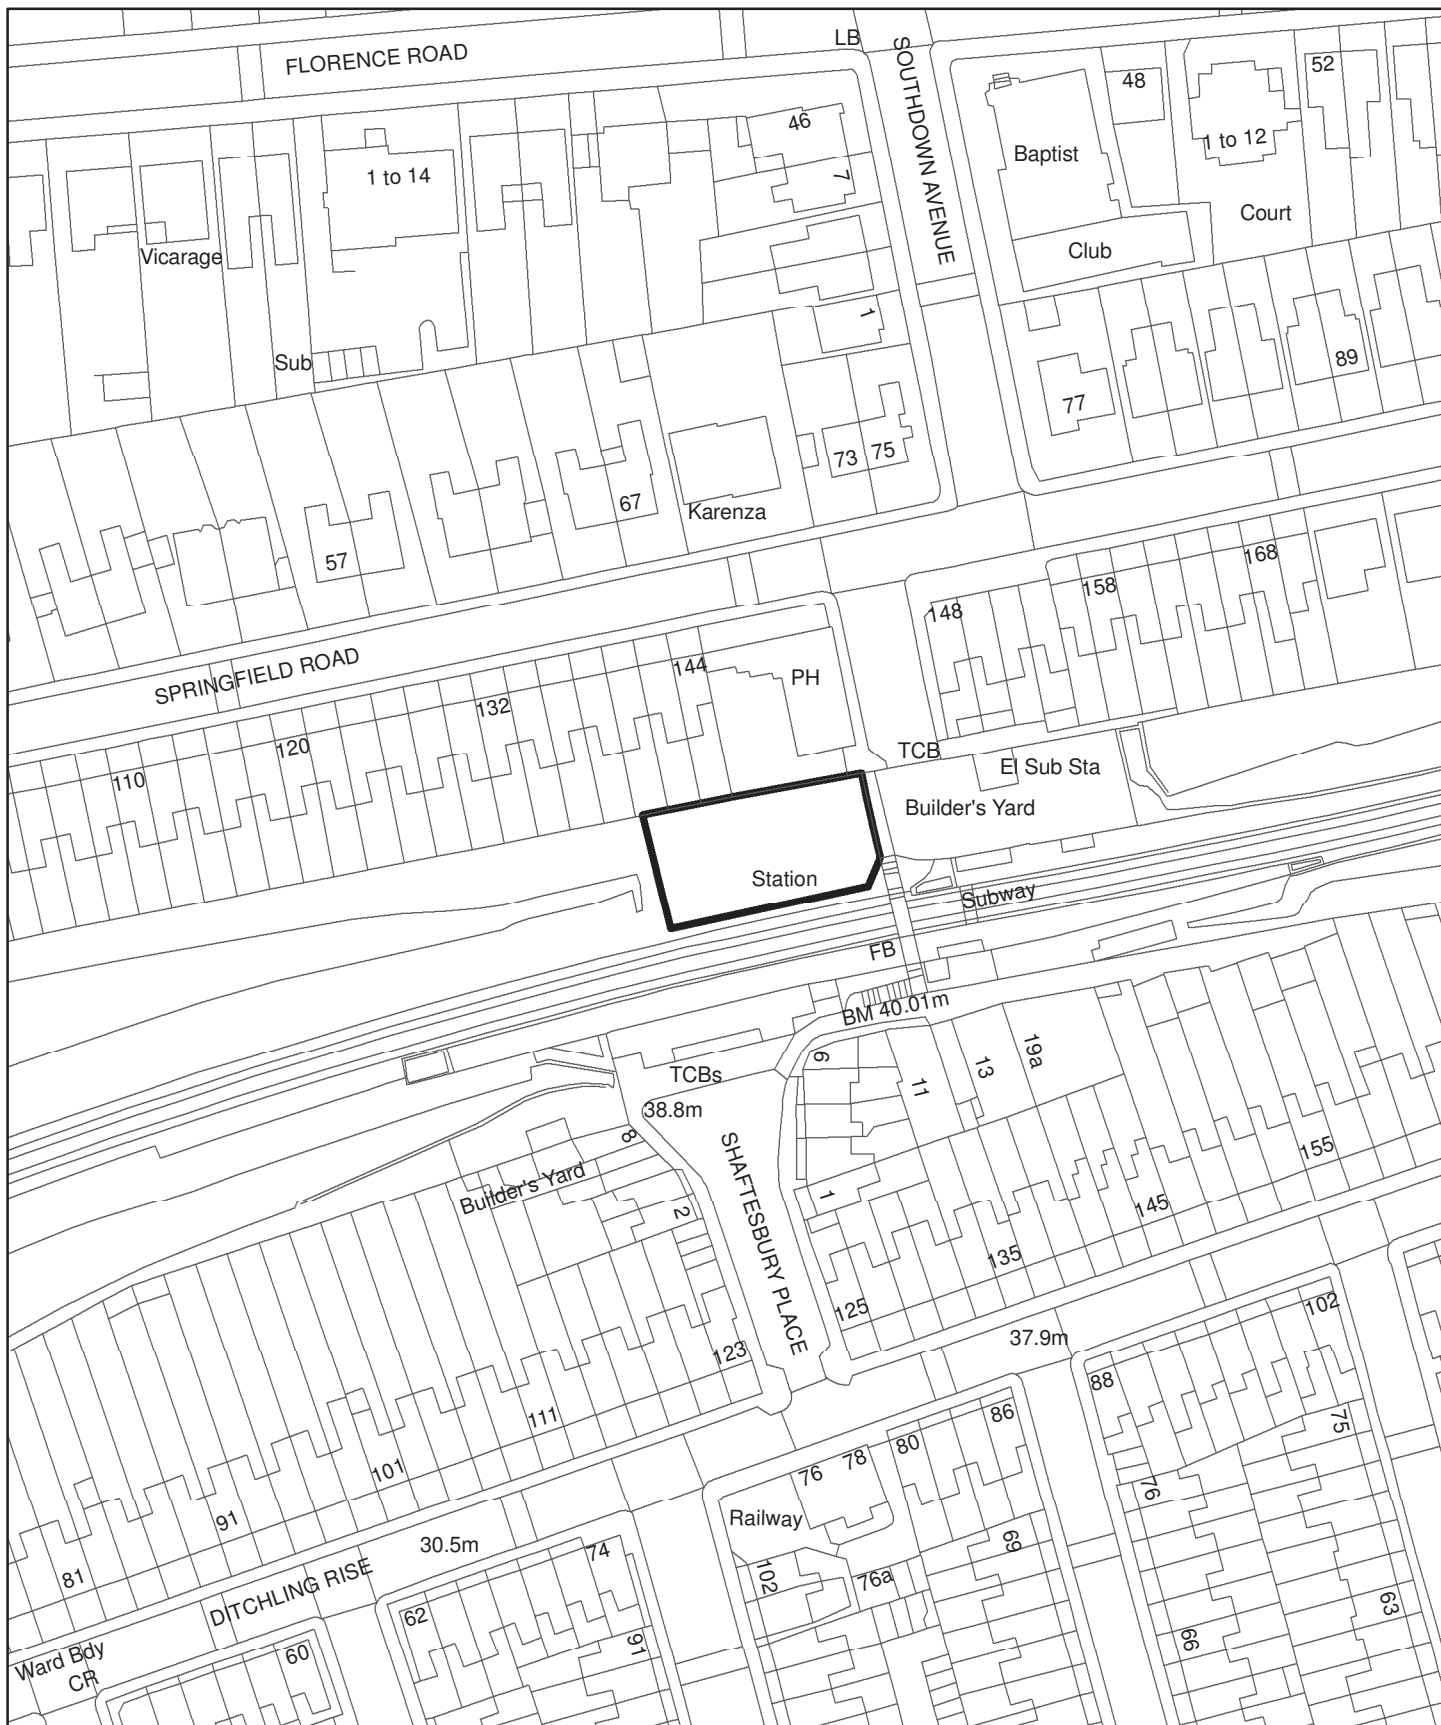 LB
FLORENCE ROAD
SOUTHDOWN AVENUE
52
48
46
1 to 12
Baptist
1 to 14
7
Court
Club
Vicarage
1
89
Sub
77
73
75
67
Karenza
57
168
158
148
SPRINGFIELD ROAD
144
PH
132
120
110
TCB
El Sub Sta
Builder's Yard
Station
Subway
FB
BM 40.01m
6
11
13
19a
TCBs
38.8m
8
SHAFTESBURY PLACE
155
Builder's Yard
1
2
145
135
125
102
37.9m
123
88
111
86
75
80
78
76
101
76
91
Railway
69
30.5m
74
81
DITCHLING RISE
102
76a
62
63
91
66
60
Ward Bdy
CR